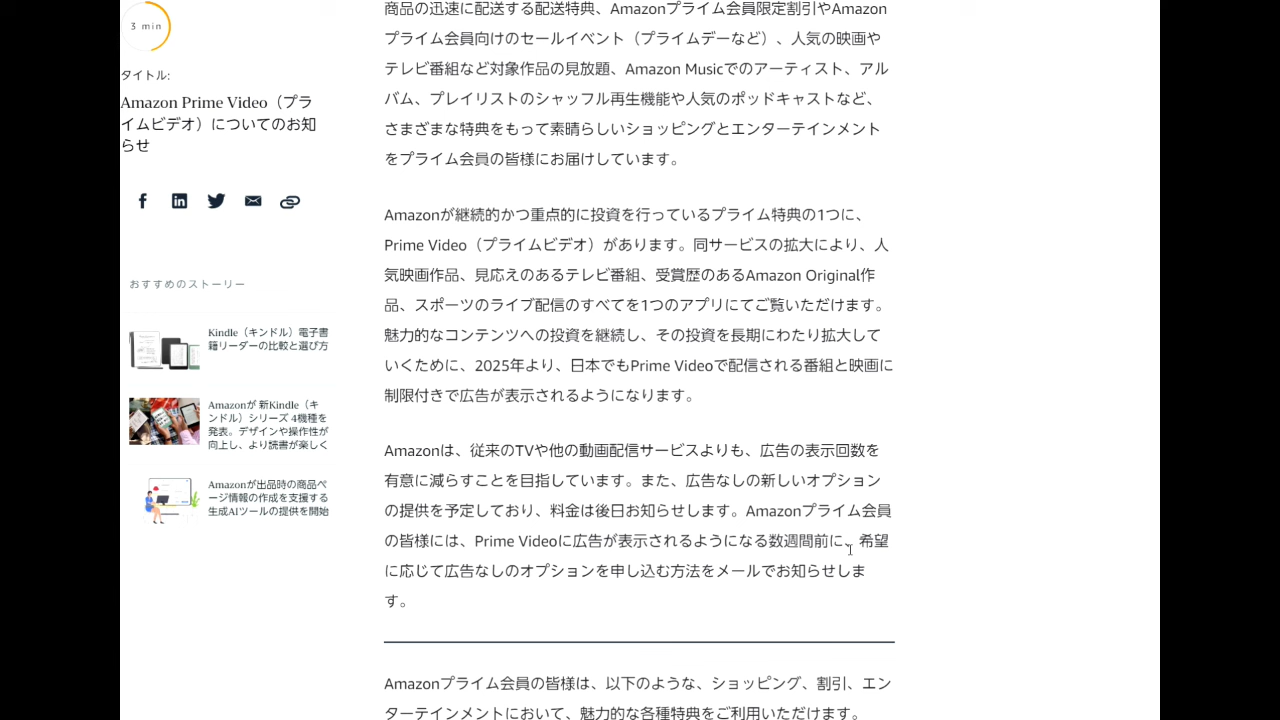 3 min
タイトル:
Amazon Prime Video（プラ
イムビデオ）についてのお知
らせ
おすすめのストーリー
Kindle（キンドル）電子書
籍リーダーの比較と選び方
Amazonが 新Kindle（キ
ンドル）シリーズ 4機種を
発表。デザインや操作性が
向上し、より読書が楽しく
Amazonが出品時の商品ペ
ージ情報の作成を支援する
生成AIツールの提供を開始
商品の迅速に配送する配送特典、Amazonプライム会員限定割引やAmazon
プライム会員向けのセールイベント（プライムデーなど）、人気の映画や
テレビ番組など対象作品の見放題、Amazon Musicでのアーティスト、アル
バム、プレイリストのシャッフル再生機能や人気のポッドキャストなど、
さまざまな特典をもって素晴らしいショッピングとエンターテインメント
をプライム会員の皆様にお届けしています。
Amazonが継続的かつ重点的に投資を行っているプライム特典の1つに、
Prime Video（プライムビデオ）があります。同サービスの拡大により、人
気映画作品、見応えのあるテレビ番組、受賞歴のあるAmazon Original作
品、スポーツのライブ配信のすべてを1つのアプリにてご覧いただけます。
魅力的なコンテンツへの投資を継続し、その投資を長期にわたり拡大して
いくために、2025年より、日本でもPrime Videoで配信される番組と映画に
制限付きで広告が表示されるようになります。
Amazonは、従来のTVや他の動画配信サービスよりも、広告の表示回数を
有意に減らすことを目指しています。また、広告なしの新しいオプション
の提供を予定しており、料金は後日お知らせします。Amazonプライム会員
の皆様には、Prime Videoに広告が表示されるようになる数週間前に、希望
に応じて広告なしのオプションを申し込む方法をメールでお知らせしま
す。
Amazonプライム会員の皆様は、以下のような、ショッピング、割引、エン
ターテインメントにおいて、魅力的な各種特典をご利用いただけます。